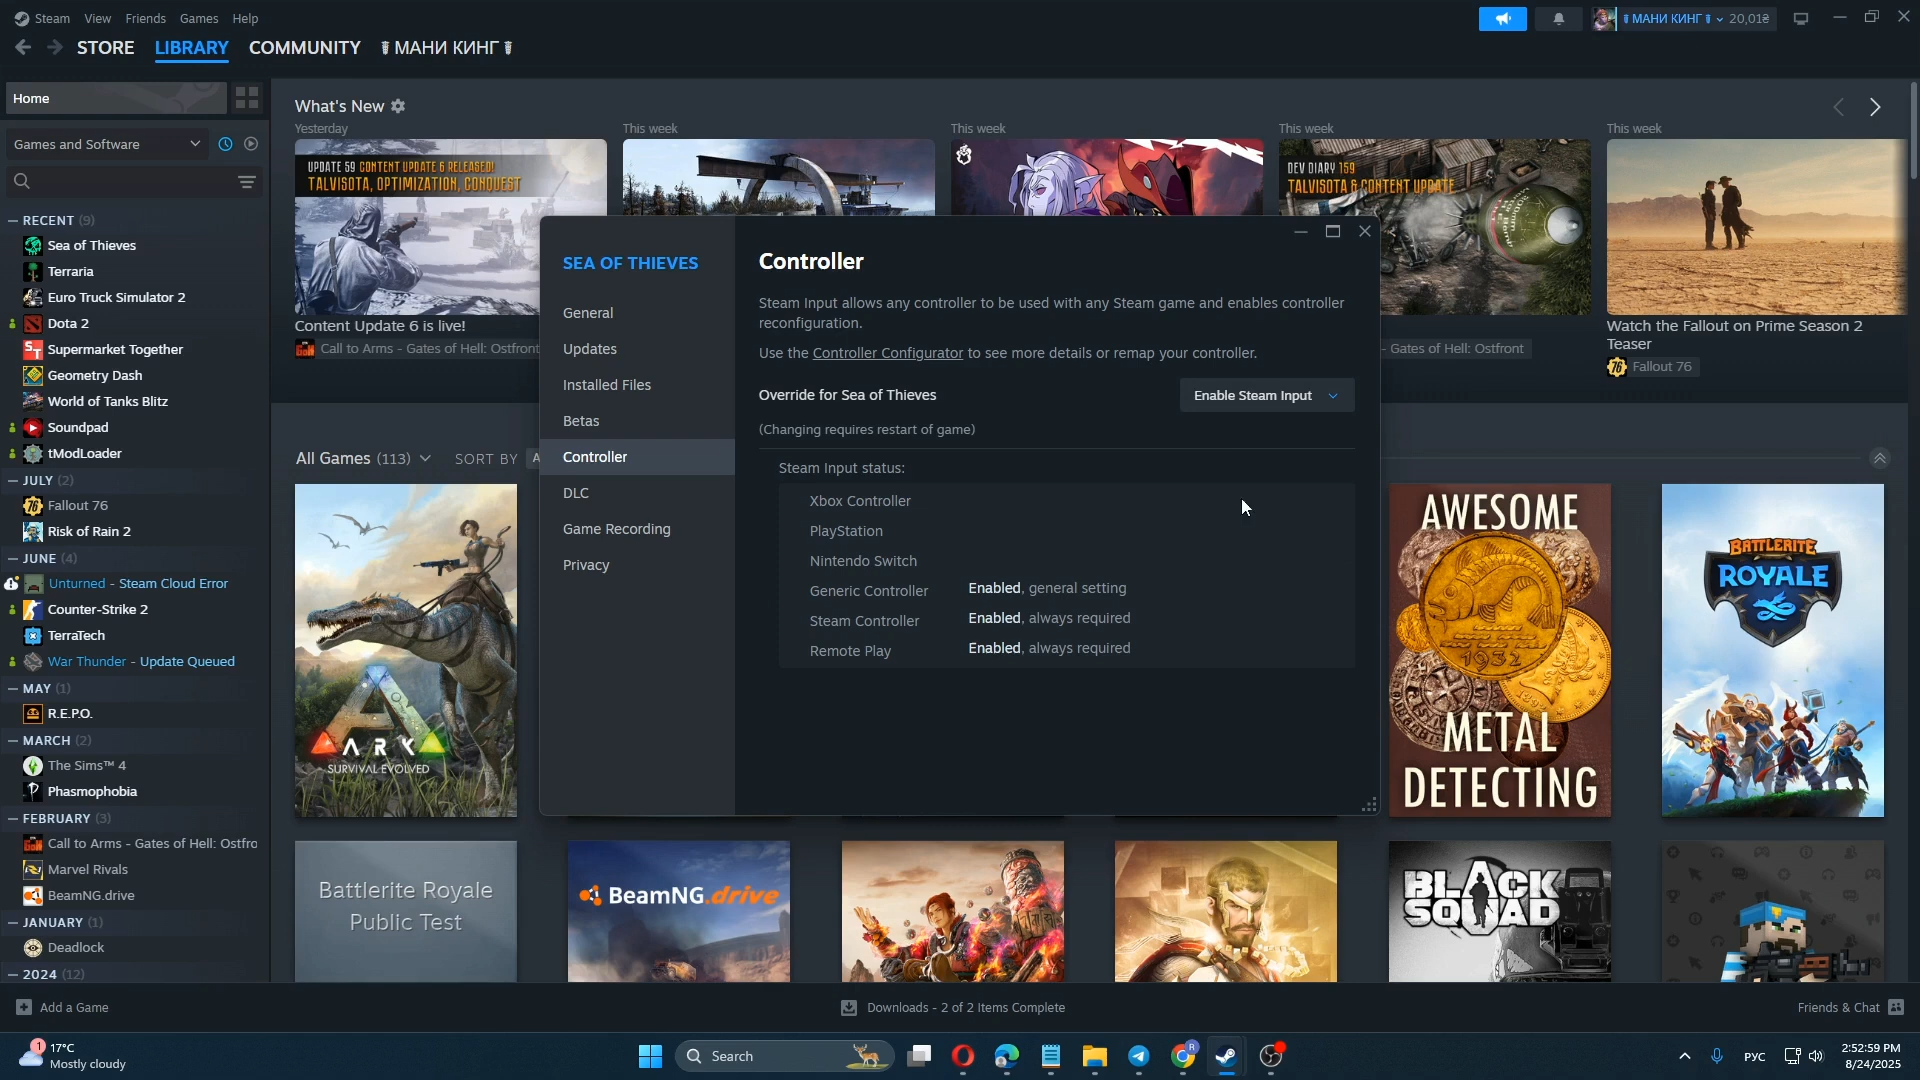 Steam View Friends Games Help
МАНИ КИНГ 20,01₴
STORE LIBRARY COMMUNITY МАНИ КИНГ
Home
Games and Software
RECENT (9)
Sea of Thieves
Terraria
Euro Truck Simulator 2
Dota 2
Supermarket Together
Geometry Dash
World of Tanks Blitz
Soundpad
tModLoader
JULY (2)
Fallout 76
Risk of Rain 2
JUNE (4)
Unturned - Steam Cloud Error
Counter-Strike 2
TerraTech
War Thunder - Update Queued
MAY (1)
R.E.P.O.
MARCH (2)
The Sims™ 4
Phasmophobia
FEBRUARY (3)
Call to Arms - Gates of Hell: Ostfro
Marvel Rivals
BeamNG.drive
JANUARY (1)
Deadlock
2024 (12)
What's New
Yesterday
UPDATE 59 CONTENT UPDATE 6 RELEASED!
TALVISOTA, OPTIMIZATION, CONQUEST
Content Update 6 is live!
Call to Arms - Gates of Hell: Ostfront
This week
This week
This week
DEV DIARY 159
TALVISOTA & CONTENT UPDATE
- Gates of Hell: Ostfront
This week
Watch the Fallout on Prime Season 2
Teaser
Fallout 76
All Games (113) SORT BY A
SEA OF THIEVES
General
Updates
Installed Files
Betas
Controller
DLC
Game Recording
Privacy
Controller
Steam Input allows any controller to be used with any Steam game and enables controller
reconfiguration.
Use the Controller Configurator to see more details or remap your controller.
Override for Sea of Thieves Enable Steam Input
(Changing requires restart of game)
Steam Input status:
Xbox Controller
PlayStation
Nintendo Switch
Generic Controller Enabled, general setting
Steam Controller Enabled, always required
Remote Play Enabled, always required
ARK
SURVIVAL EVOLVED
AWESOME
1932
METAL
DETECTING
BATTLERITE
ROYALE
Battlerite Royale
Public Test
BeamNG.drive
BLACK
SQUAD
Add a Game
Downloads - 2 of 2 Items Complete
Friends & Chat
1
17°C
Mostly cloudy
Search
R
РУС
2:52:59 PM
8/24/2025